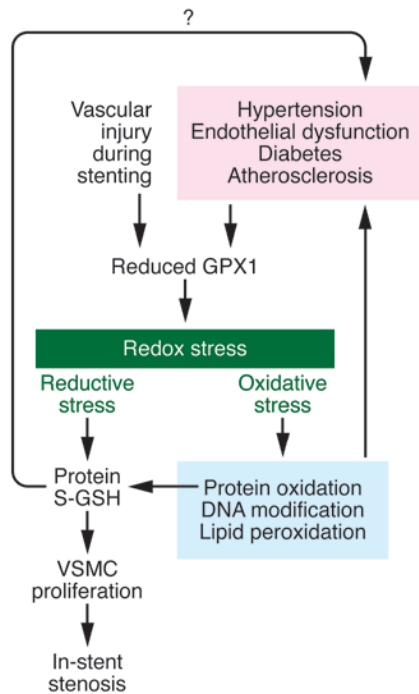 ?
Vascular
injury
during
stenting
Hypertension
Endothelial dysfunction
Diabetes
Atherosclerosis
Reduced GPX1
Redox stress
Reductive
stress
Oxidative
stress
Protein
S-GSH
Protein oxidation
DNA modification
Lipid peroxidation
VSMC
proliferation
In-stent
stenosis